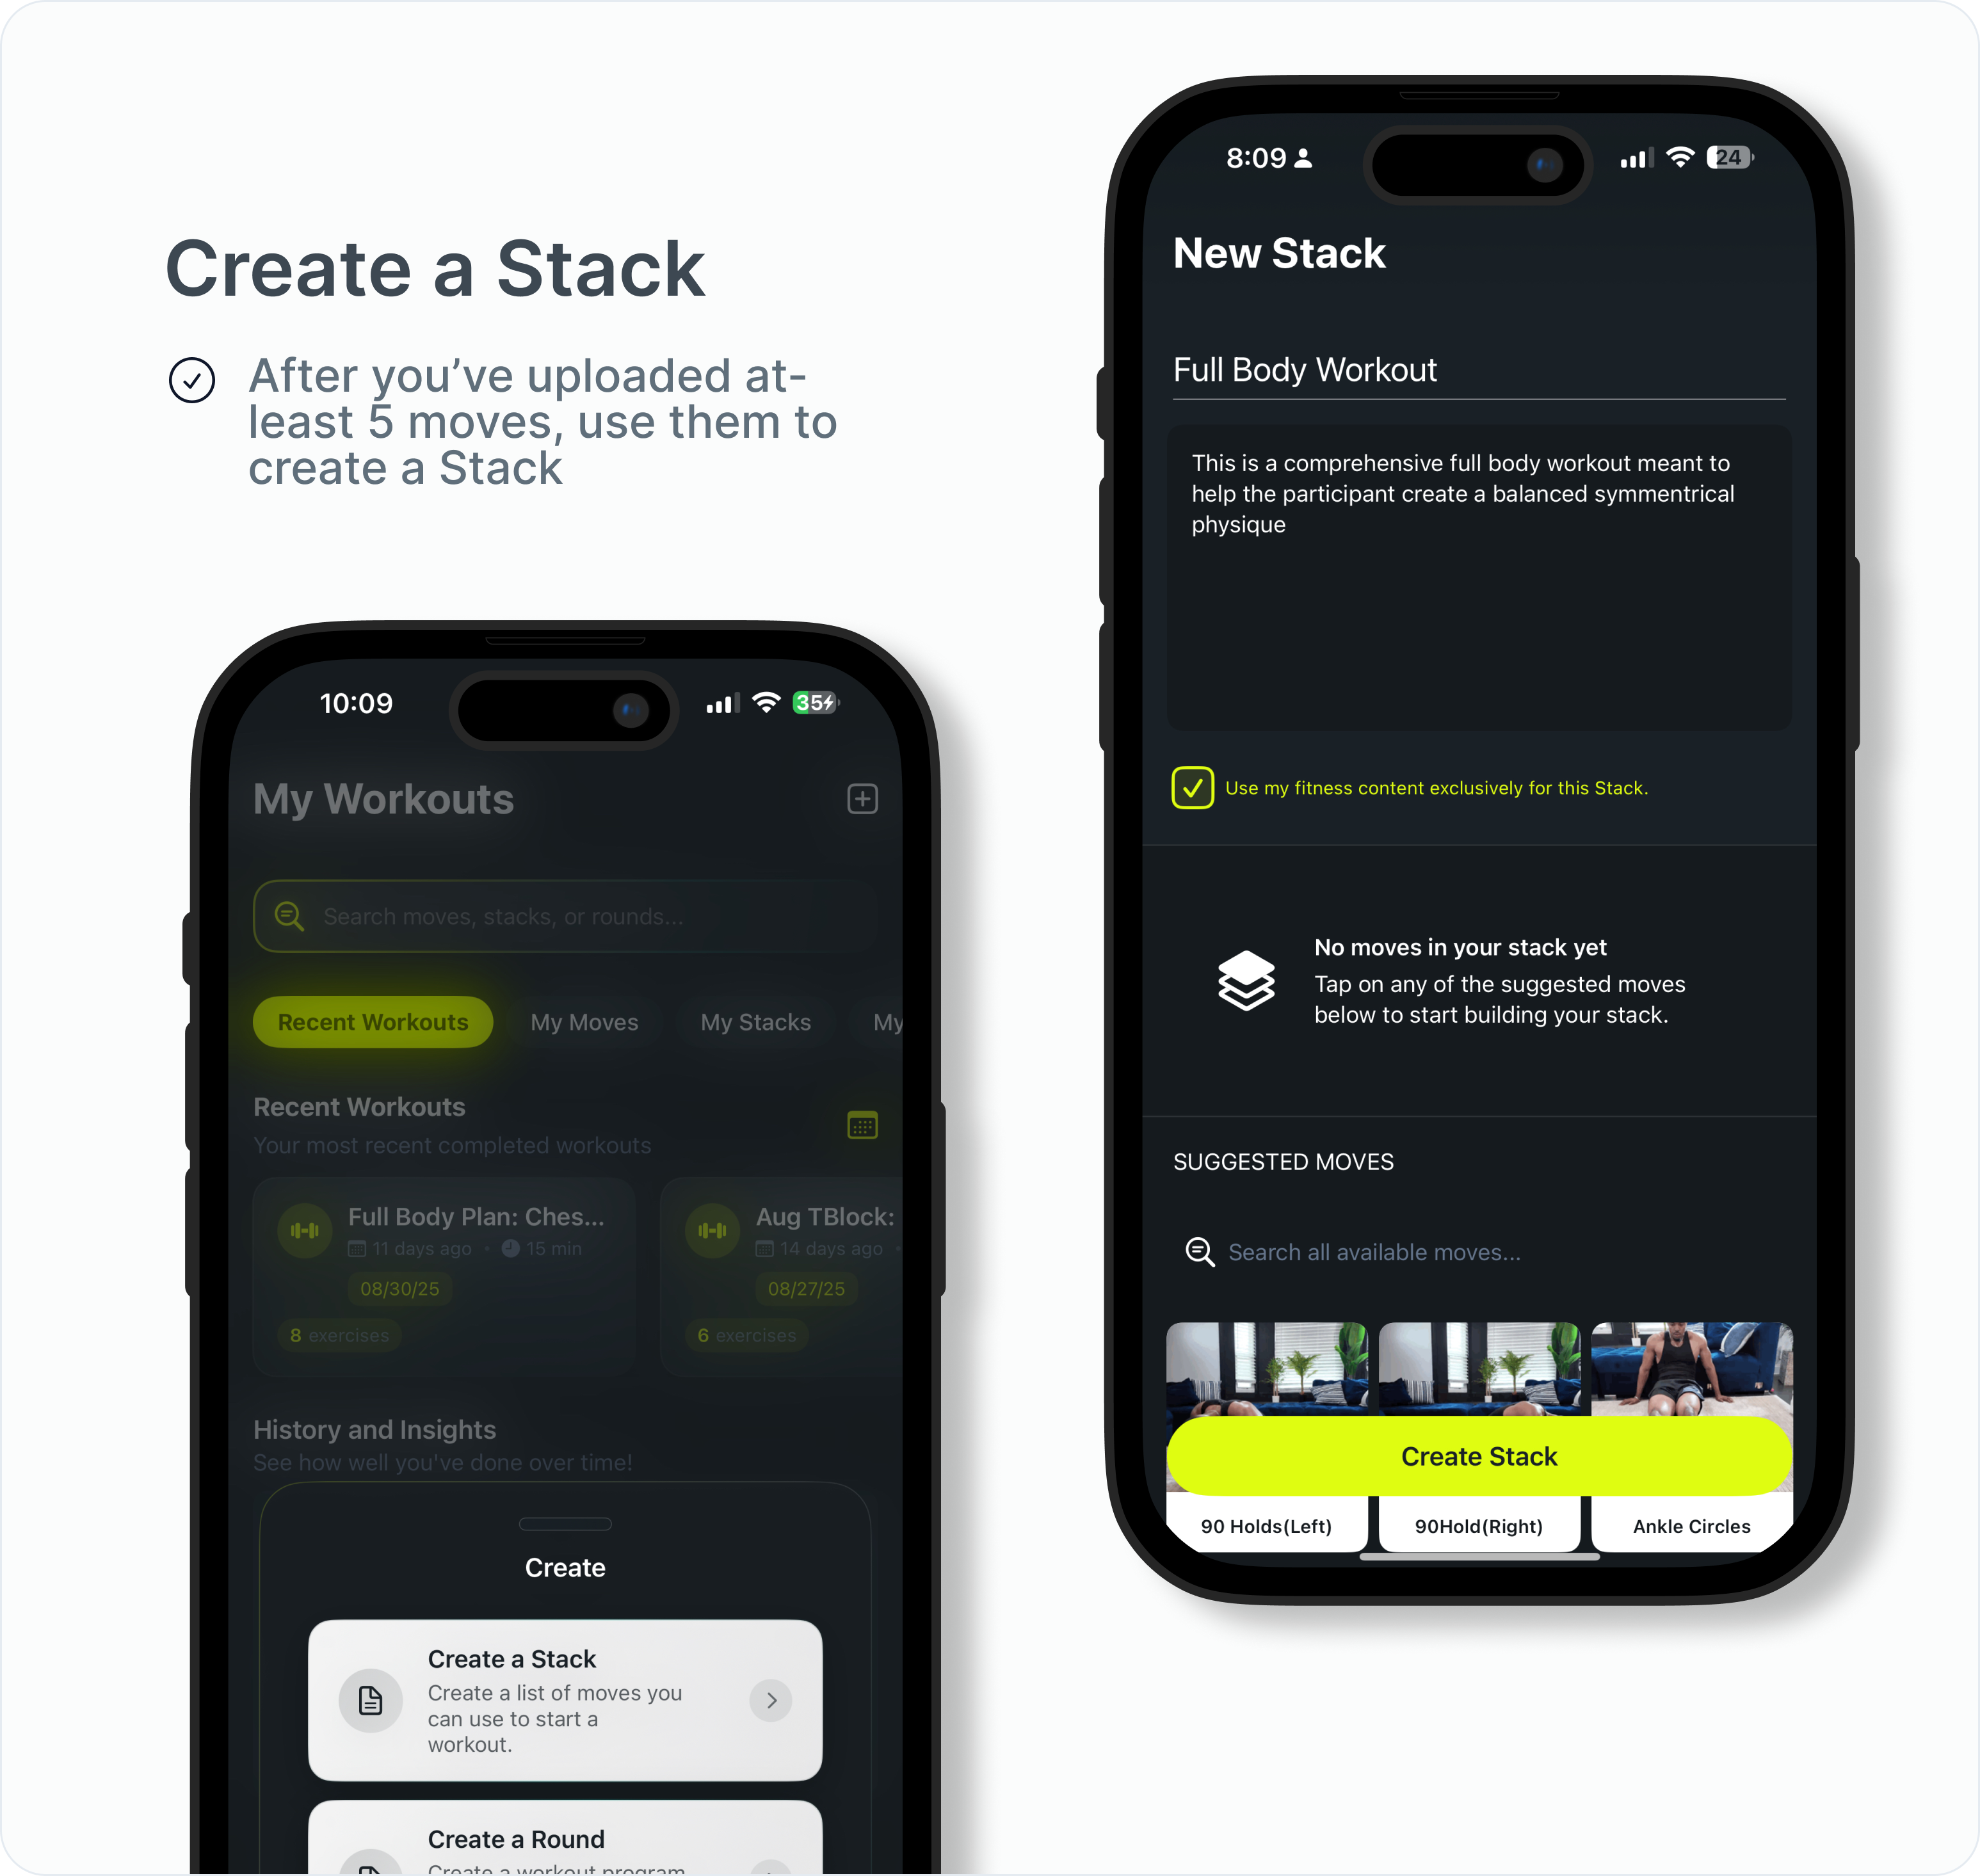 Create a Stack
After you’ve uploaded at-
least 5 moves, use them to
create a Stack
10:09
35
My Workouts
Search moves, stacks, or rounds...
Recent Workouts
My Moves
My Stacks
My
Recent Workouts
Your most recent completed workouts
Full Body Plan: Ches...
11 days ago • 15 min
08/30/25
8 exercises
Aug TBlock:
14 days ago •
08/27/25
6 exercises
History and Insights
See how well you've done over time!
Create
Create a Stack
Create a list of moves you
can use to start a
workout.
Create a Round
Create a workout program
8:09
24
New Stack
Full Body Workout
This is a comprehensive full body workout meant to
help the participant create a balanced symmentrical
physique
Use my fitness content exclusively for this Stack.
No moves in your stack yet
Tap on any of the suggested moves
below to start building your stack.
SUGGESTED MOVES
Search all available moves...
Create Stack
90 Holds(Left)
90Hold(Right)
Ankle Circles